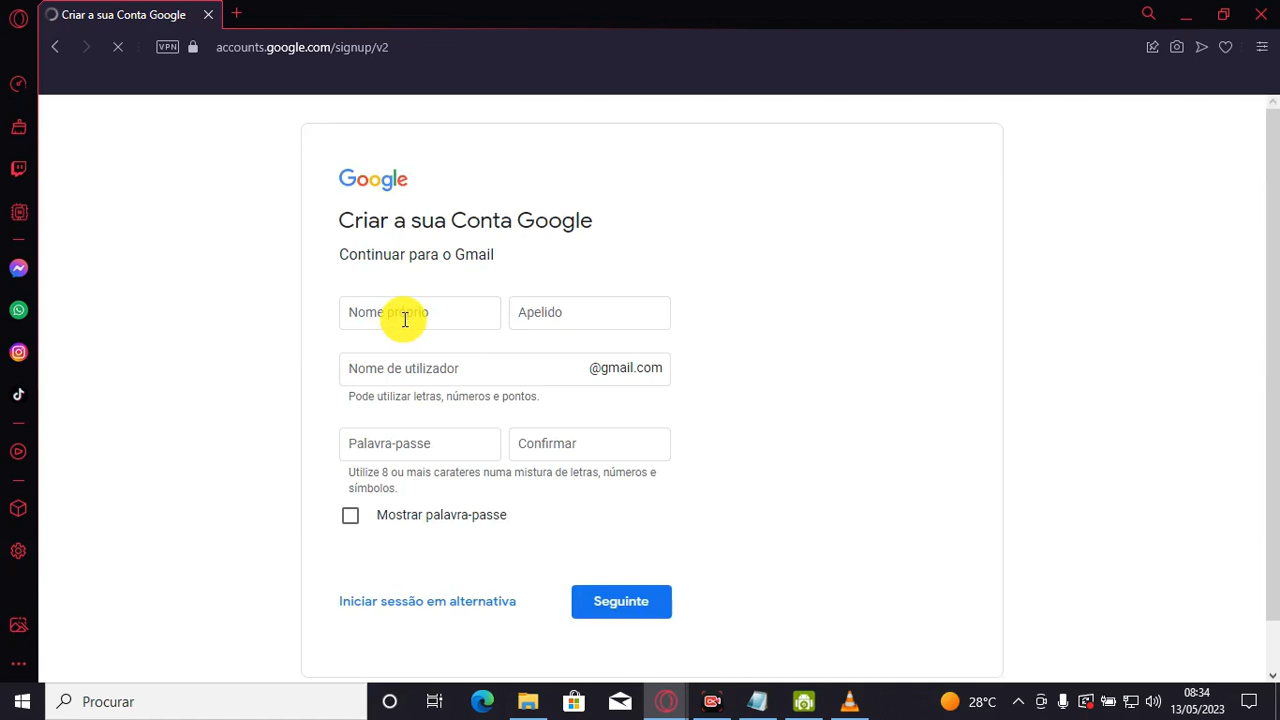 Criar a sua Conta Google
VPN
accounts.google.com/signup/v2
Google
Criar a sua Conta Google
Continuar para o Gmail
Nome próprio
Apelido
Nome de utilizador
@gmail.com
Pode utilizar letras, números e pontos.
Palavra-passe
Confirmar
Utilize 8 ou mais carateres numa mistura de letras, números e
símbolos.
Mostrar palavra-passe
Iniciar sessão em alternativa
Seguinte
Procurar
28°C
08:34
13/05/2023